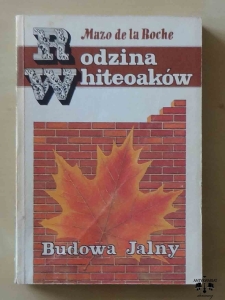 Mazo de la Roche
Rodzina
Whiteoaków
Budowa Jalny